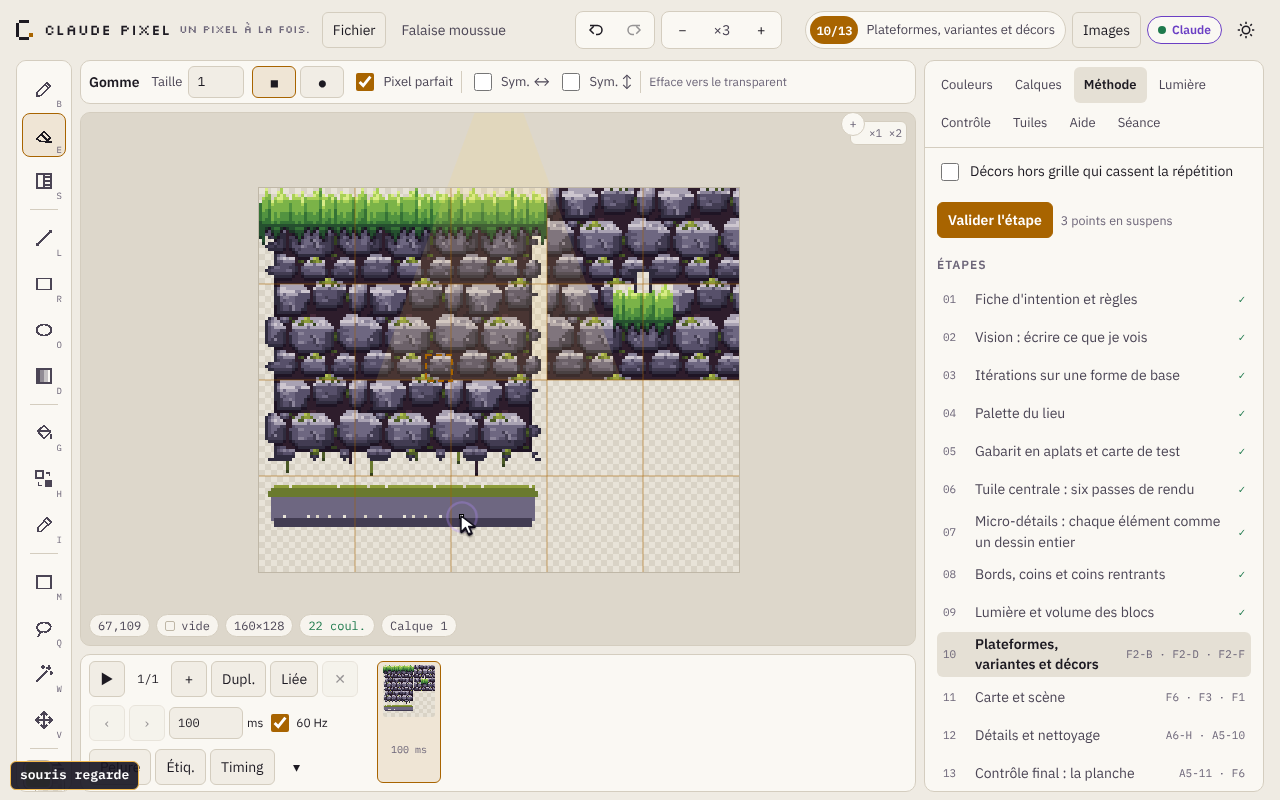 CLAUDE PIXEL UN PIXEL À LA FOIS. Fichier Falaise moussue − ×3 + 10/13 Plateformes, variantes et décors Images Claude
Gomme Taille 1 ■ ● Pixel parfait Sym. ↔ Sym. ↕ Efface vers le transparent
B
E
S
L
R
O
D
G
H
I
M
Q
W
V
+ ×1 ×2
67,109 vide 160×128 22 coul. Calque 1
▶ 1/1 + Dupl. Liée ✕
‹ › 100 ms 60 Hz
Étiq. Timing ▼
100 ms
souris regarde
Couleurs Calques Méthode Lumière
Contrôle Tuiles Aide Séance
Décors hors grille qui cassent la répétition
Valider l'étape 3 points en suspens
ÉTAPES
01 Fiche d'intention et règles ✓
02 Vision : écrire ce que je vois ✓
03 Itérations sur une forme de base ✓
04 Palette du lieu ✓
05 Gabarit en aplats et carte de test ✓
06 Tuile centrale : six passes de rendu ✓
07 Micro-détails : chaque élément comme
un dessin entier ✓
08 Bords, coins et coins rentrants ✓
09 Lumière et volume des blocs ✓
10 Plateformes,
variantes et décors F2-B · F2-D · F2-F
11 Carte et scène F6 · F3 · F1
12 Détails et nettoyage A6-H · A5-10
13 Contrôle final : la planche A5-11 · F6